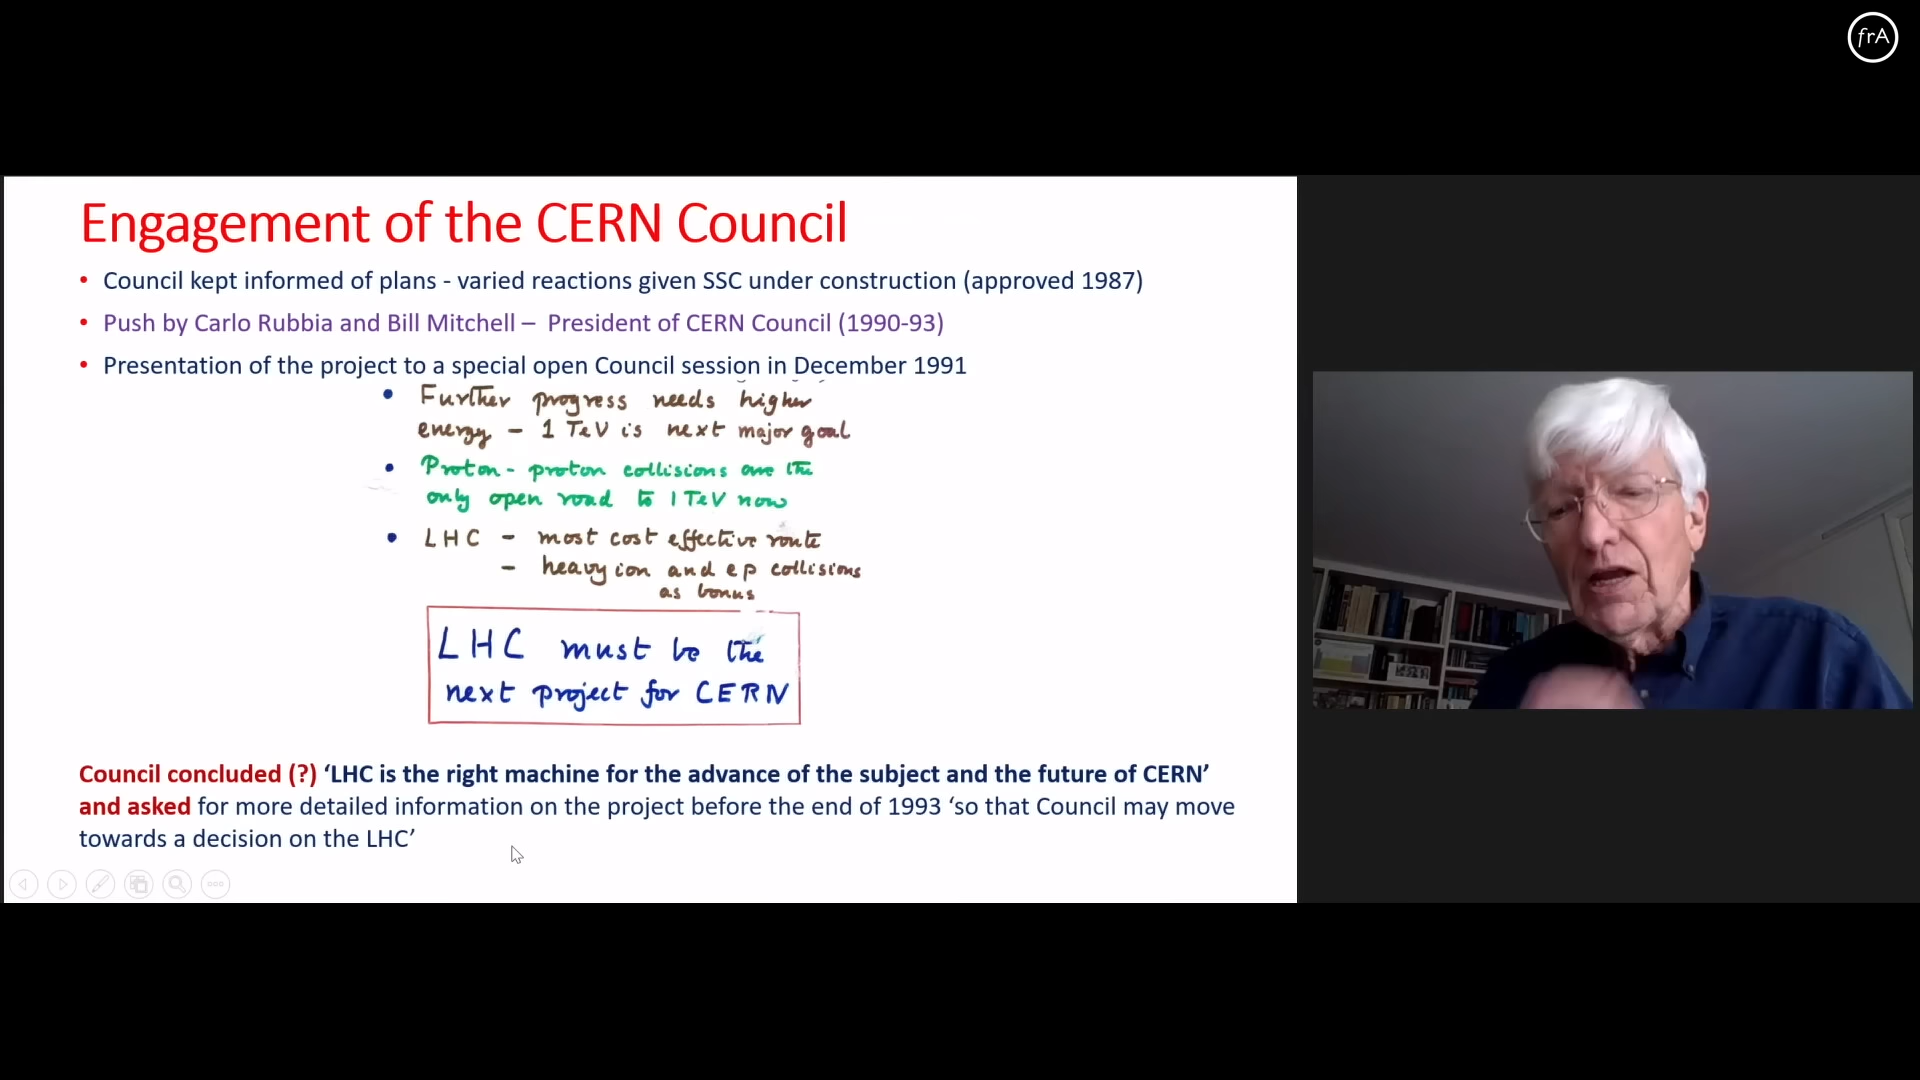 frA
Engagement of the CERN Council
• Council kept informed of plans - varied reactions given SSC under construction (approved 1987)
• Push by Carlo Rubbia and Bill Mitchell – President of CERN Council (1990-93)
• Presentation of the project to a special open Council session in December 1991
• Further progress needs higher
energy - 1 TeV is next major goal
• Proton-proton collisions are the
only open road to 1 TeV now
• LHC - most cost effective route
- heavy ion and ep collisions
as bonus
LHC must be the
next project for CERN
Council concluded (?) ‘LHC is the right machine for the advance of the subject and the future of CERN’
and asked for more detailed information on the project before the end of 1993 ‘so that Council may move
towards a decision on the LHC’